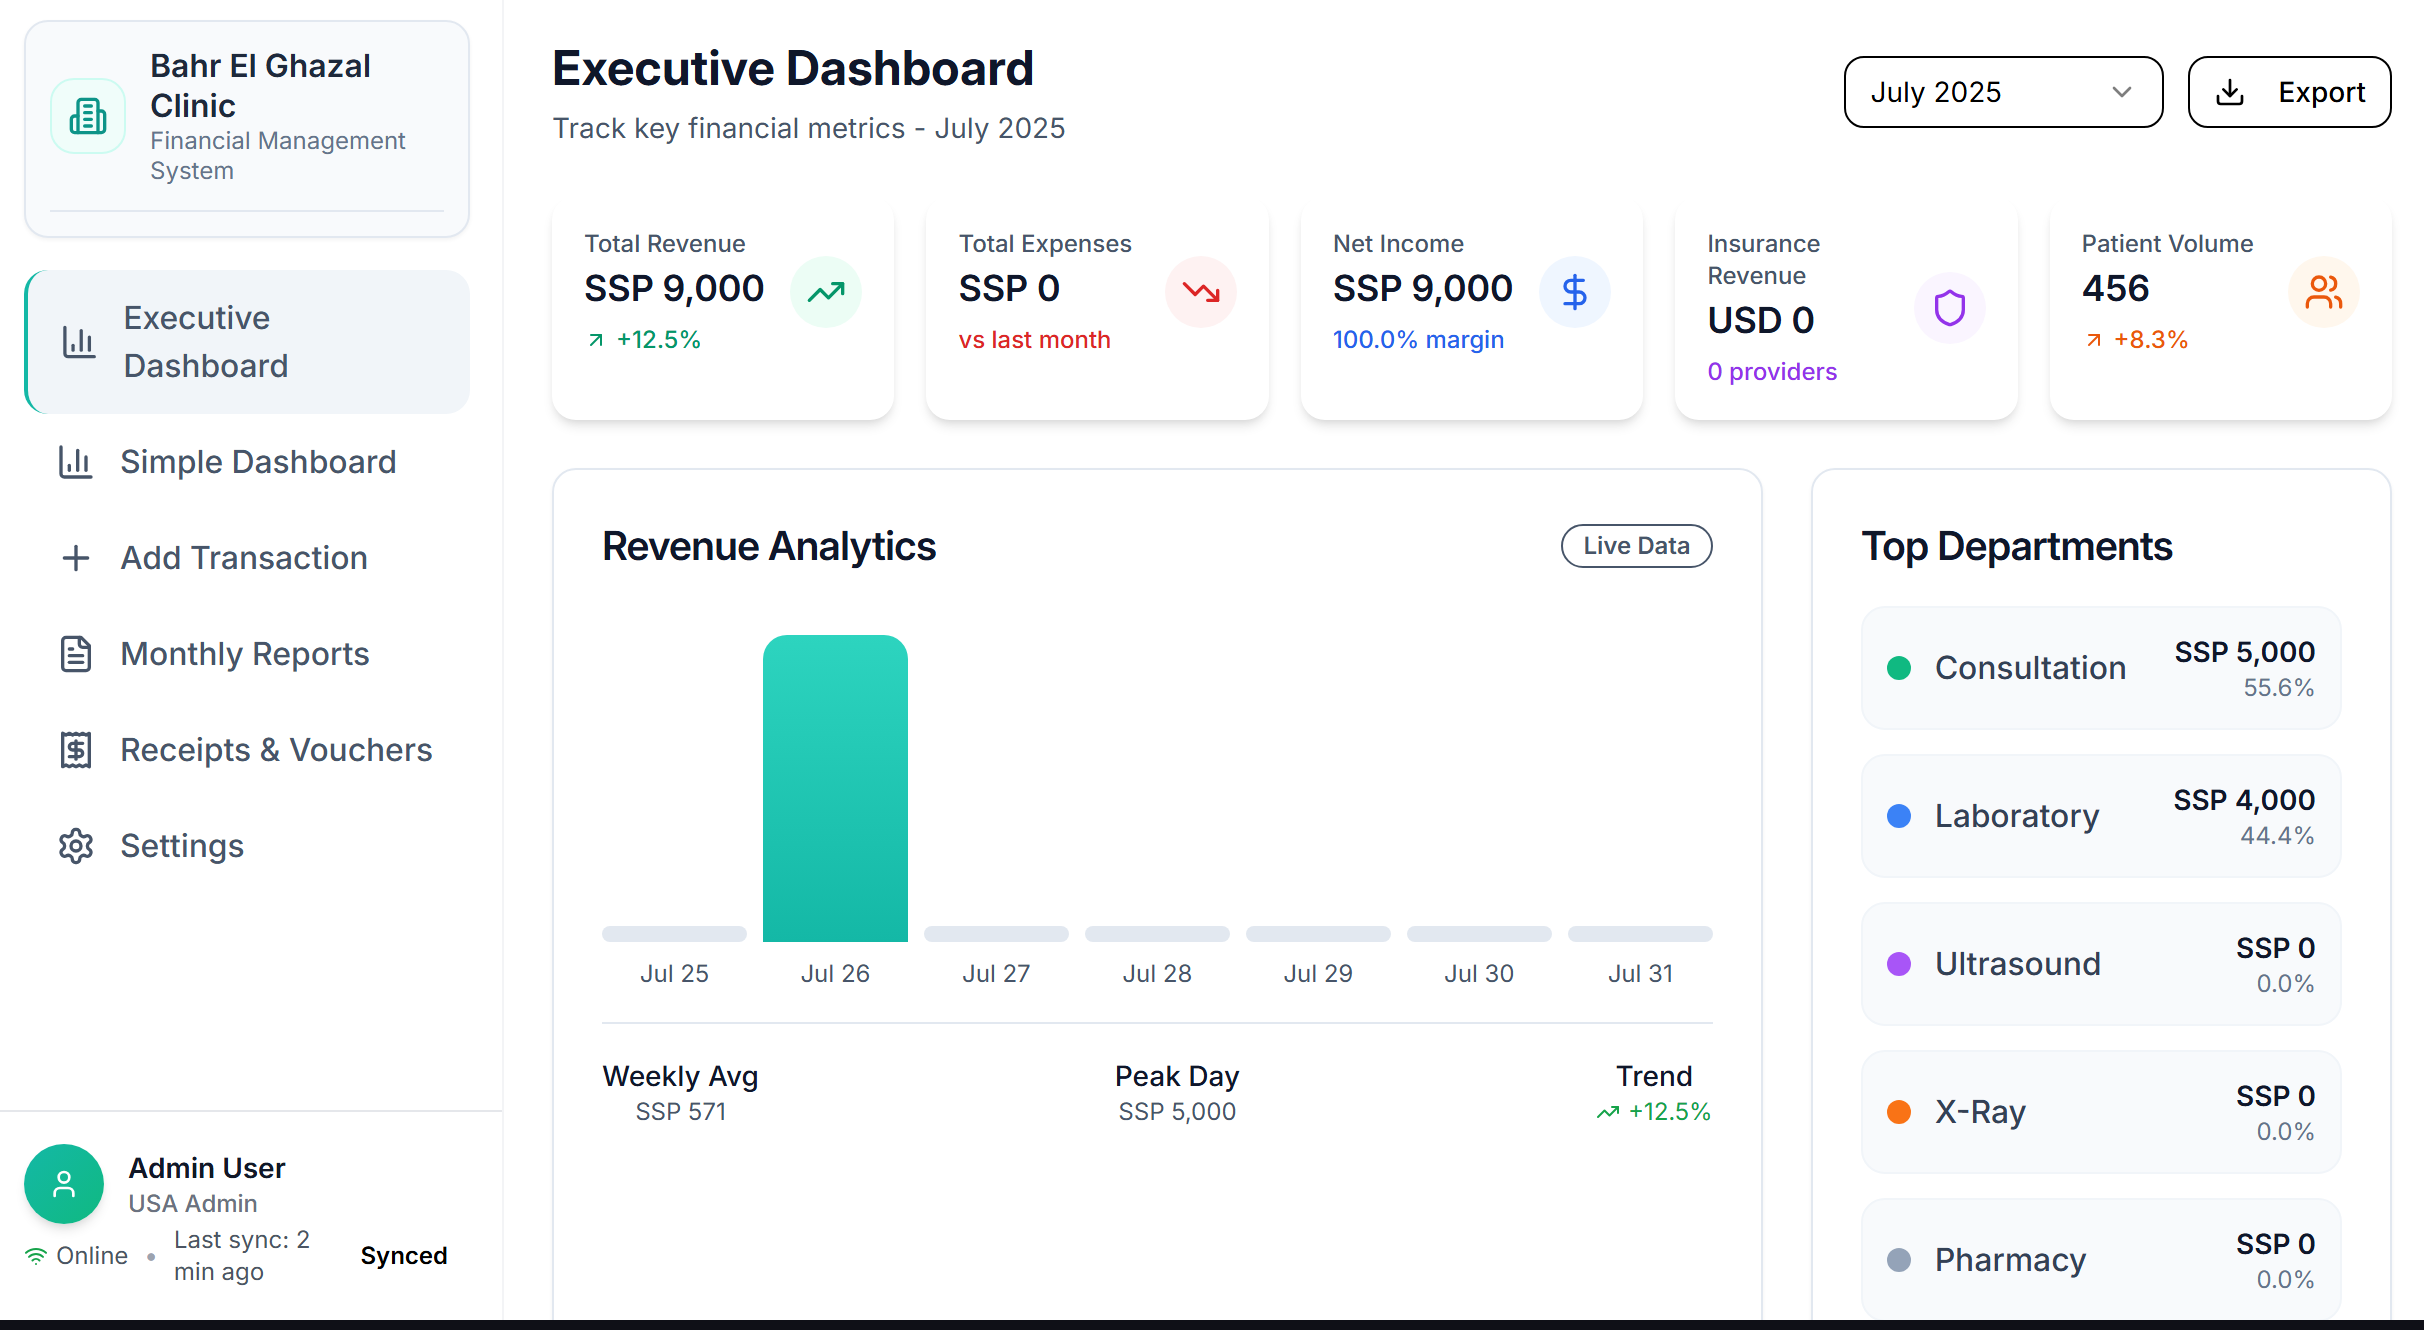 Bahr El Ghazal
Clinic
Financial Management
System
Executive
Dashboard
Simple Dashboard
Add Transaction
Monthly Reports
Receipts & Vouchers
Settings
Admin User
USA Admin
Online • Last sync: 2
min ago
Synced
Executive Dashboard
Track key financial metrics - July 2025
July 2025
Export
Total Revenue
SSP 9,000
+12.5%
Total Expenses
SSP 0
vs last month
Net Income
SSP 9,000
100.0% margin
Insurance
Revenue
USD 0
0 providers
Patient Volume
456
+8.3%
Revenue Analytics
Live Data
Jul 25 Jul 26 Jul 27 Jul 28 Jul 29 Jul 30 Jul 31
Weekly Avg
SSP 571
Peak Day
SSP 5,000
Trend
+12.5%
Top Departments
Consultation
SSP 5,000
55.6%
Laboratory
SSP 4,000
44.4%
Ultrasound
SSP 0
0.0%
X-Ray
SSP 0
0.0%
Pharmacy
SSP 0
0.0%